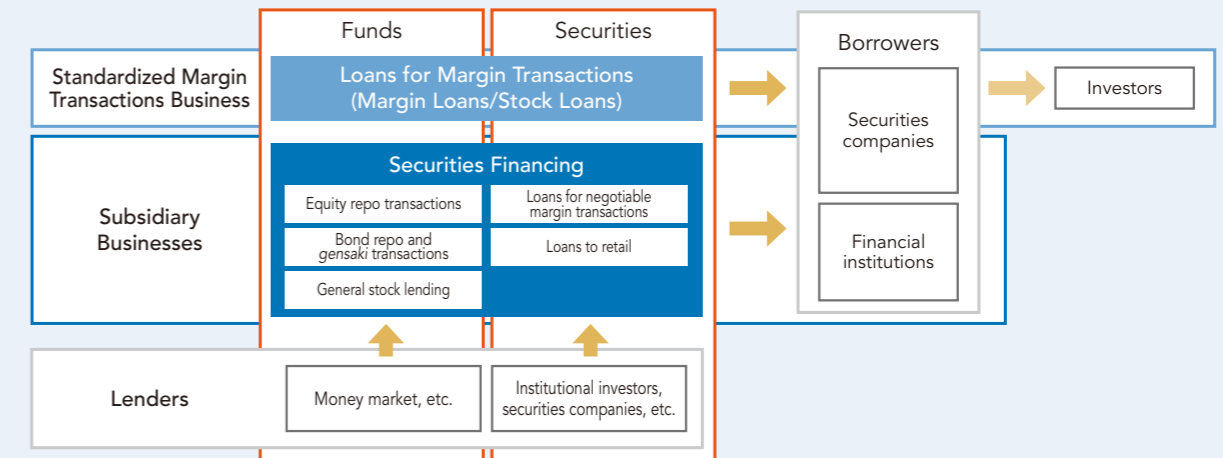 Funds
Securities
Borrowers
Standardized Margin
Transactions Business
Loans for Margin Transactions
(Margin Loans/Stock Loans)
Securities
companies
Investors
Subsidiary
Businesses
Securities Financing
Equity repo transactions
Loans for negotiable
margin transactions
Bond repo and
gensaki transactions
Loans to retail
General stock lending
Financial
institutions
Lenders
Money market, etc.
Institutional investors,
securities companies, etc.